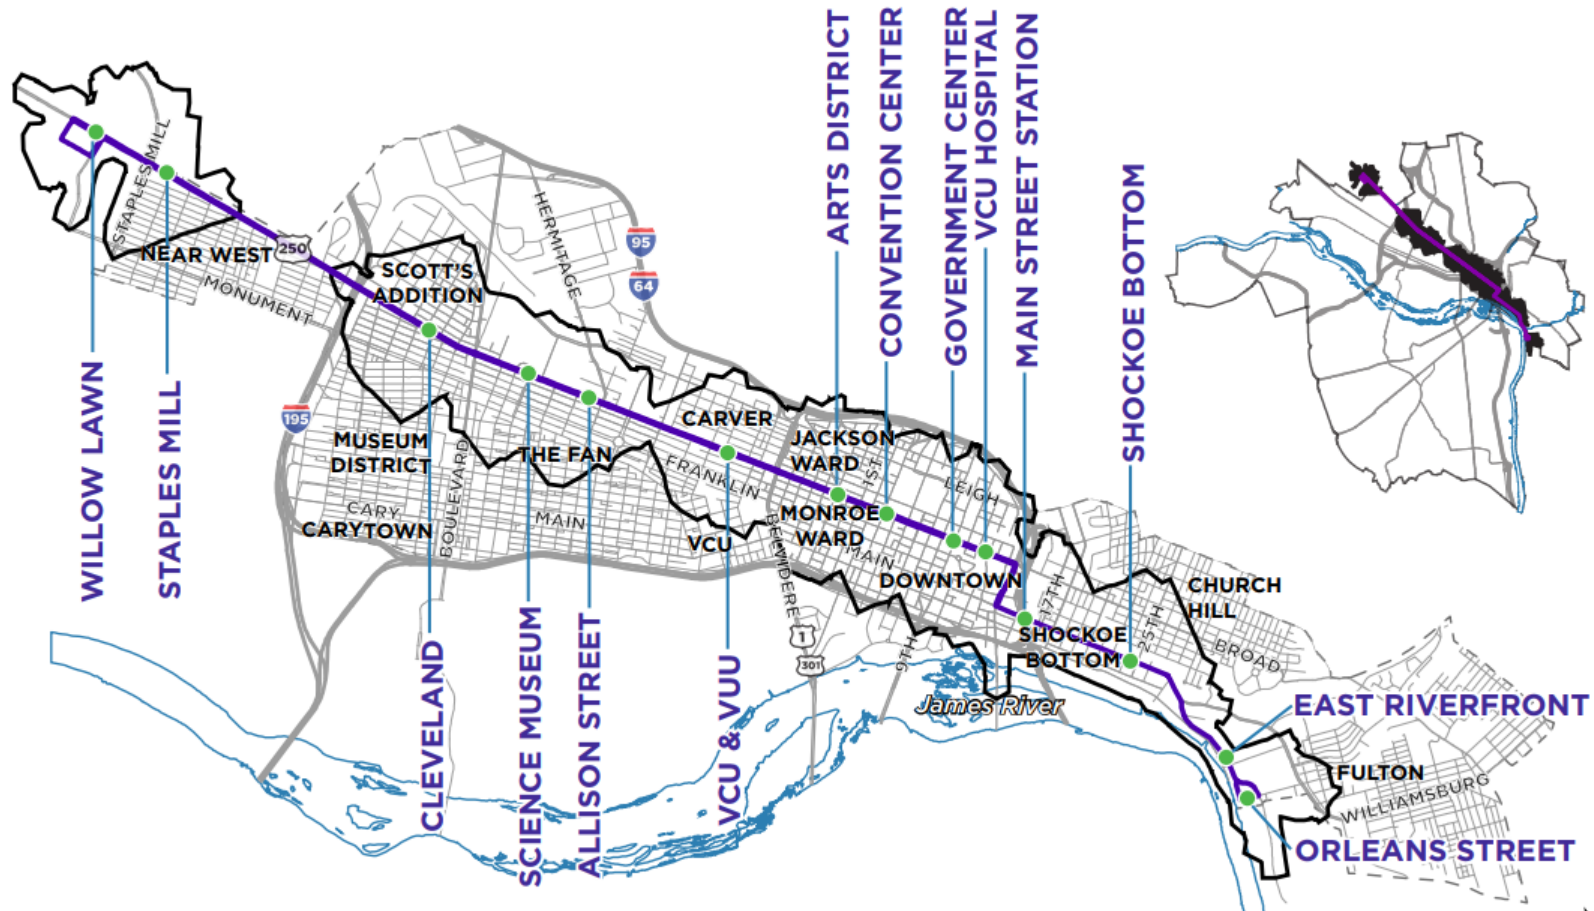 ARTS DISTRICT
CONVENTION CENTER
GOVERNMENT CENTER
VCU HOSPITAL
MAIN STREET STATION
SHOCKOE BOTTOM
WILLOW LAWN
STAPLES MILL
CLEVELAND
SCIENCE MUSEUM
ALLISON STREET
VCU & VUU
EAST RIVERFRONT
ORLEANS STREET
STAPLES MILL
NEAR WEST
250
MONUMENT
HERMITAGE
95
64
195
SCOTT'S
ADDITION
MUSEUM
DISTRICT
BOULEVARD
THE FAN
CARY
CARYTOWN
MAIN
FRANKLIN
CARVER
VCU
BELVIDERE
JACKSON
WARD
1ST
LEIGH
MONROE
WARD
MAIN
DOWNTOWN
1
301
9TH
James River
17TH
SHOCKOE
BOTTOM
25TH
CHURCH
HILL
BROAD
FULTON
WILLIAMSBURG